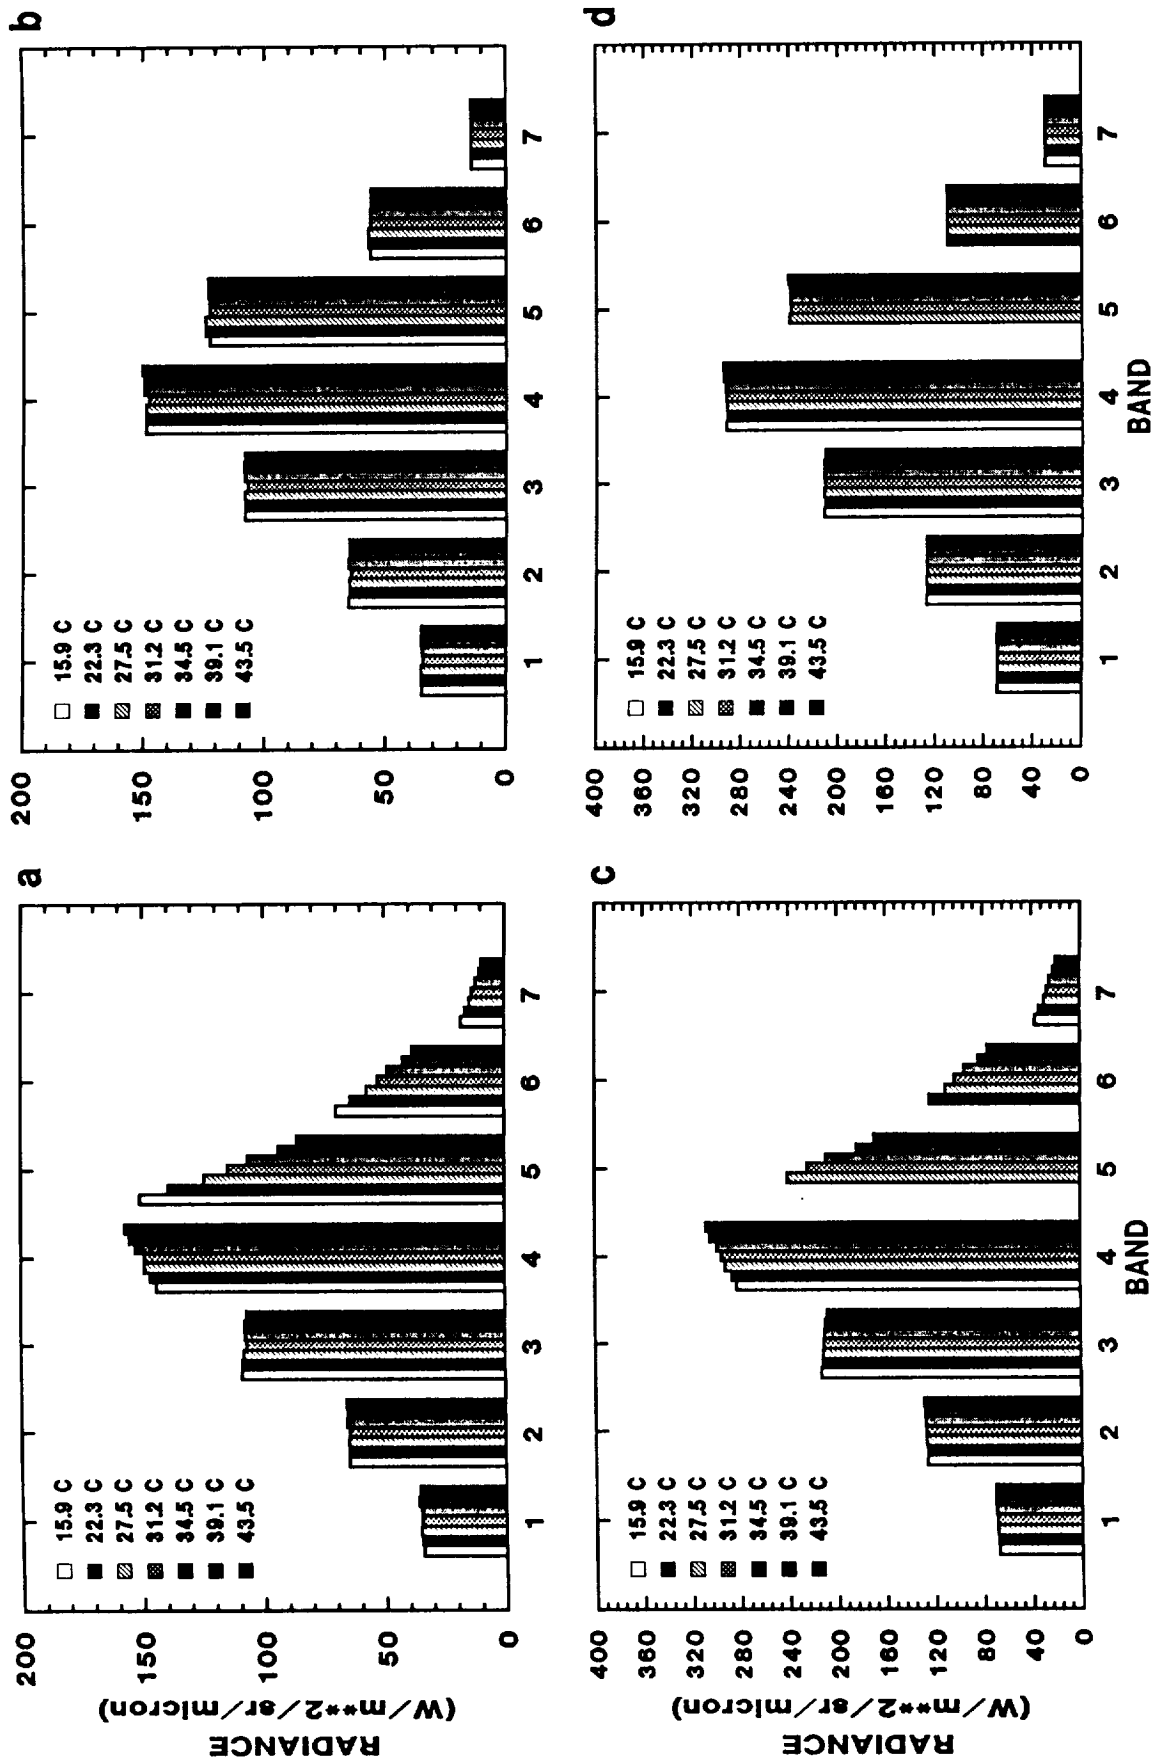 a
RADIANCE
(W/m**2/sr/micron)
200
150
100
50
0
15.9 C
22.3 C
27.5 C
31.2 C
34.5 C
39.1 C
43.5 C
1 2 3 4 5 6 7
b
200
150
100
50
0
15.9 C
22.3 C
27.5 C
31.2 C
34.5 C
39.1 C
43.5 C
1 2 3 4 5 6 7
c
RADIANCE
(W/m**2/sr/micron)
400
360
320
280
240
200
160
120
80
40
0
15.9 C
22.3 C
27.5 C
31.2 C
34.5 C
39.1 C
43.5 C
1 2 3 4 5 6 7
BAND
d
400
360
320
280
240
200
160
120
80
40
0
15.9 C
22.3 C
27.5 C
31.2 C
34.5 C
39.1 C
43.5 C
1 2 3 4 5 6 7
BAND